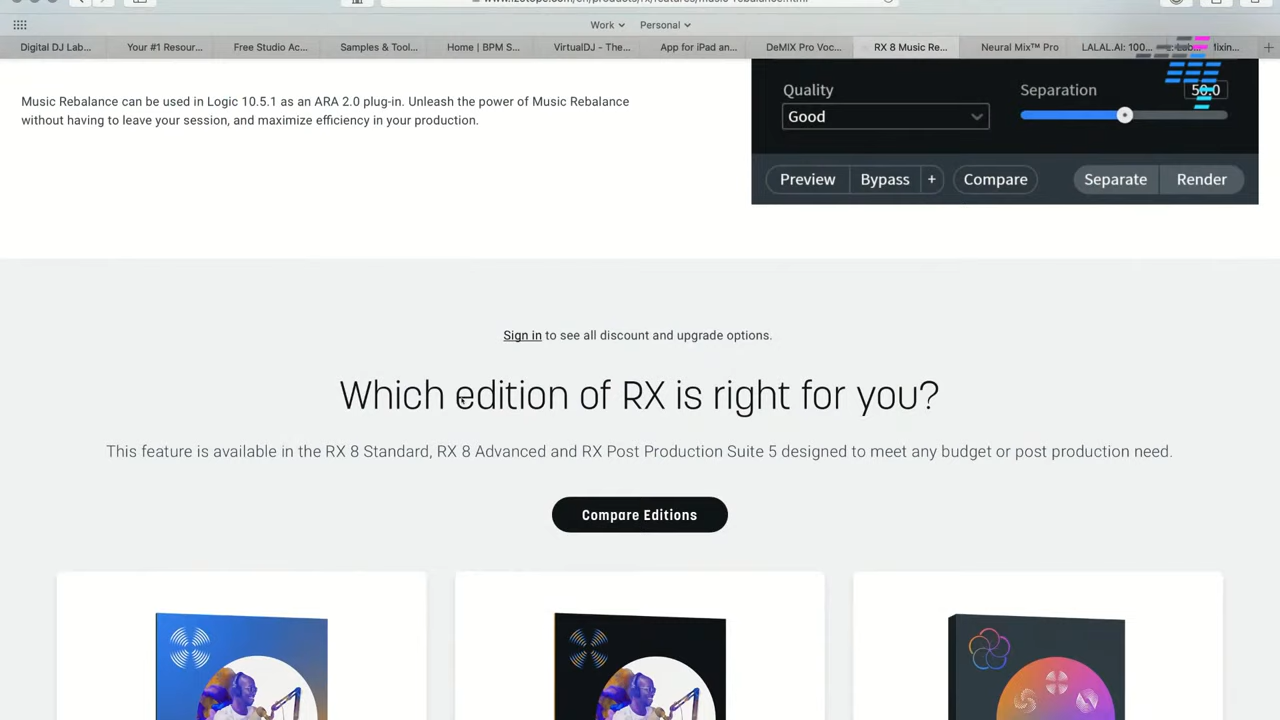 Work Personal
Digital DJ Lab... Your #1 Resour... Free Studio Ac... Samples & Tool... Home | BPM S... VirtualDJ - The... App for iPad an... DeMIX Pro Voc... RX 8 Music Re... Neural Mix™ Pro LALAL.AI: 100...
Quality Separation 50.0
Good
Music Rebalance can be used in Logic 10.5.1 as an ARA 2.0 plug-in. Unleash the power of Music Rebalance
without having to leave your session, and maximize efficiency in your production.
Preview Bypass + Compare Separate Render
Sign in to see all discount and upgrade options.
Which edition of RX is right for you?
This feature is available in the RX 8 Standard, RX 8 Advanced and RX Post Production Suite 5 designed to meet any budget or post production need.
Compare Editions